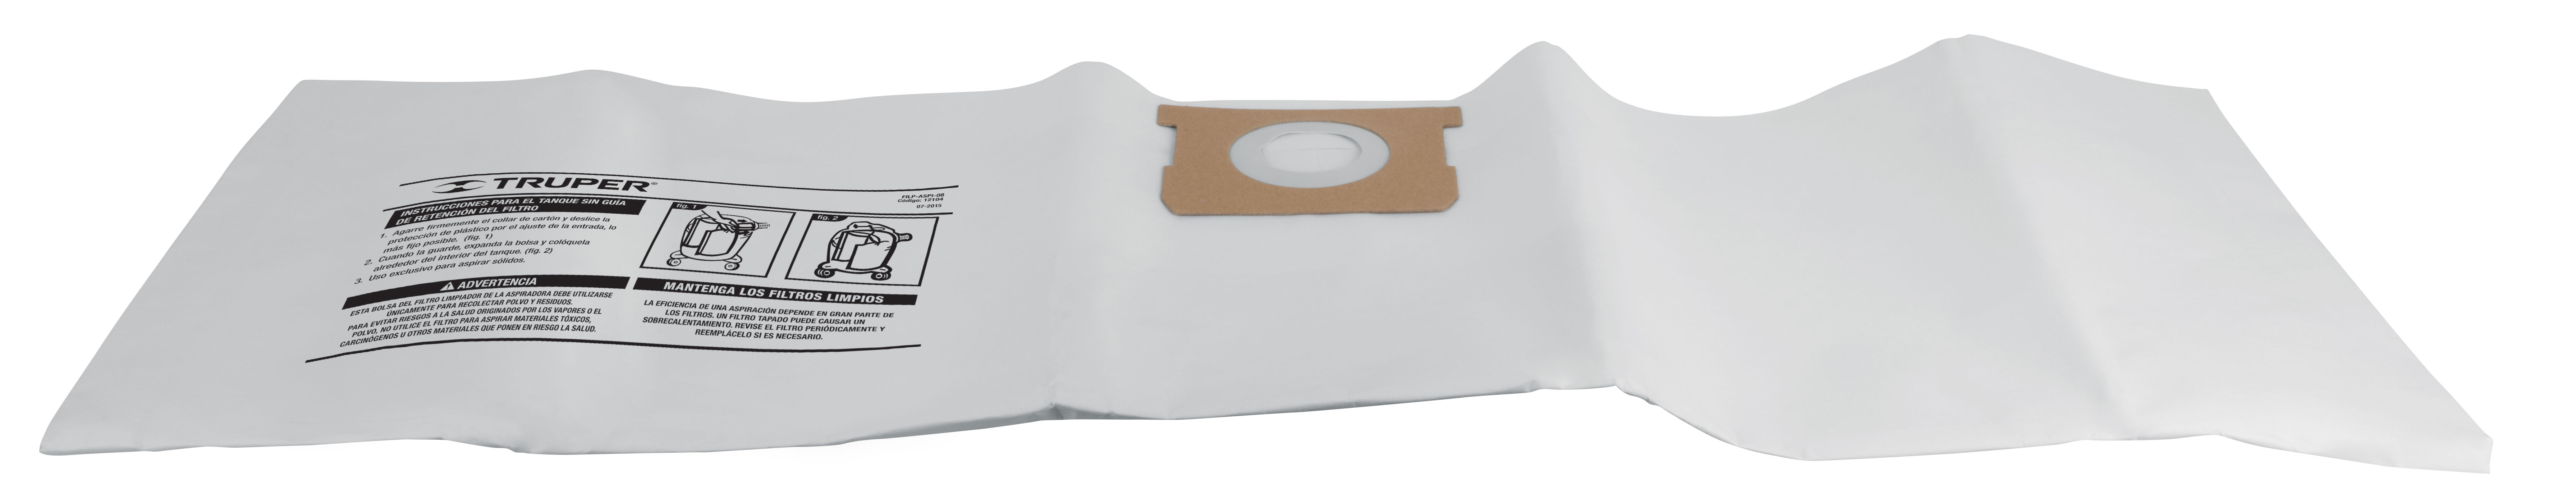 TRUPER®
FILP-ASPI-08
Código: 12104
07-2015
INSTRUCCIONES PARA EL TANQUE SIN GUÍA
DE RETENCIÓN DEL FILTRO
1. Agarre firmemente el collar de cartón y deslice la
protección de plástico por el ajuste de la entrada, lo
más fijo posible. (fig. 1)
2. Cuando la guarde, expanda la bolsa y colóquela
alrededor del interior del tanque. (fig. 2)
3. Uso exclusivo para aspirar sólidos.
fig. 1
fig. 2
ADVERTENCIA
ESTA BOLSA DEL FILTRO LIMPIADOR DE LA ASPIRADORA DEBE UTILIZARSE
ÚNICAMENTE PARA RECOLECTAR POLVO Y RESIDUOS.
PARA EVITAR RIESGOS A LA SALUD ORIGINADOS POR LOS VAPORES O EL
POLVO, NO UTILICE EL FILTRO PARA ASPIRAR MATERIALES TÓXICOS,
CARCINÓGENOS U OTROS MATERIALES QUE PONEN EN RIESGO LA SALUD.
MANTENGA LOS FILTROS LIMPIOS
LA EFICIENCIA DE UNA ASPIRACIÓN DEPENDE EN GRAN PARTE DE
LOS FILTROS. UN FILTRO TAPADO PUEDE CAUSAR UN
SOBRECALENTAMIENTO. REVISE EL FILTRO PERIÓDICAMENTE Y
REEMPLÁCELO SI ES NECESARIO.